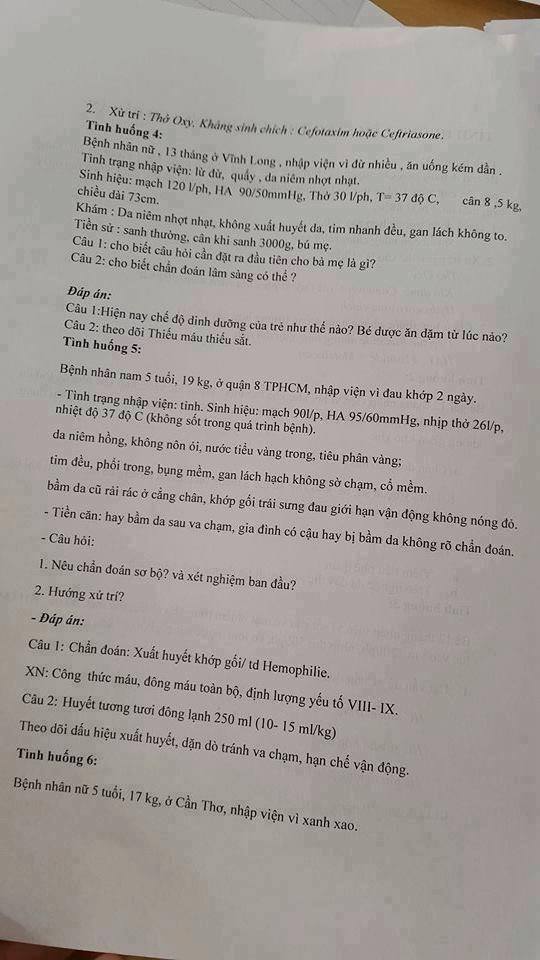 2. Xử trí : Thở Oxy. Kháng sinh chích : Cefotaxim hoặc Ceftriasone.
Tình huống 4:
Bệnh nhân nữ , 13 tháng ở Vĩnh Long , nhập viện vì đừ nhiều , ăn uống kém dần .
Tình trạng nhập viện: lừ đừ, quấy , da niêm nhợt nhạt.
Sinh hiệu: mạch 120 l/ph, HA 90/50mmHg, Thở 30 l/ph, T= 37 độ C, cân 8 ,5 kg,
chiều dài 73cm.
Khám : Da niêm nhợt nhạt, không xuất huyết da, tim nhanh đều, gan lách không to.
Tiền sử : sanh thường, cân khi sanh 3000g, bú mẹ.
Câu 1: cho biết câu hỏi cần đặt ra đầu tiên cho bà mẹ là gì?
Câu 2: cho biết chẩn đoán lâm sàng có thể ?
Đáp án:
Câu 1:Hiện nay chế độ dinh dưỡng của trẻ như thế nào? Bé được ăn dặm từ lúc nào?
Câu 2: theo dõi Thiếu máu thiếu sắt.
Tình huống 5:
Bệnh nhân nam 5 tuổi, 19 kg, ở quận 8 TPHCM, nhập viện vì đau khớp 2 ngày.
- Tình trạng nhập viện: tỉnh. Sinh hiệu: mạch 90l/p, HA 95/60mmHg, nhịp thở 26l/p,
nhiệt độ 37 độ C (không sốt trong quá trình bệnh).
da niêm hồng, không nôn ói, nước tiểu vàng trong, tiêu phân vàng;
tim đều, phổi trong, bụng mềm, gan lách hạch không sờ chạm, cổ mềm.
bầm da cũ rải rác ở cẳng chân, khớp gối trái sưng đau giới hạn vận động không nóng đỏ.
- Tiền căn: hay bầm da sau va chạm, gia đình có cậu hay bị bầm da không rõ chẩn đoán.
- Câu hỏi:
1. Nêu chẩn đoán sơ bộ? và xét nghiệm ban đầu?
2. Hướng xử trí?
- Đáp án:
Câu 1: Chẩn đoán: Xuất huyết khớp gối/ td Hemophilie.
XN: Công thức máu, đông máu toàn bộ, định lượng yếu tố VIII- IX.
Câu 2: Huyết tương tươi đông lạnh 250 ml (10- 15 ml/kg)
Theo dõi dấu hiệu xuất huyết, dặn dò tránh va chạm, hạn chế vận động.
Tình huống 6:
Bệnh nhân nữ 5 tuổi, 17 kg, ở Cần Thơ, nhập viện vì xanh xao.